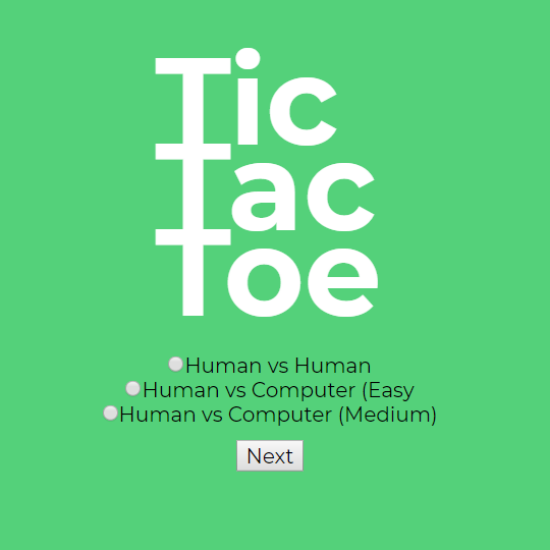 Tic
Tac
Toe
Human vs Human
Human vs Computer (Easy
Human vs Computer (Medium)
Next